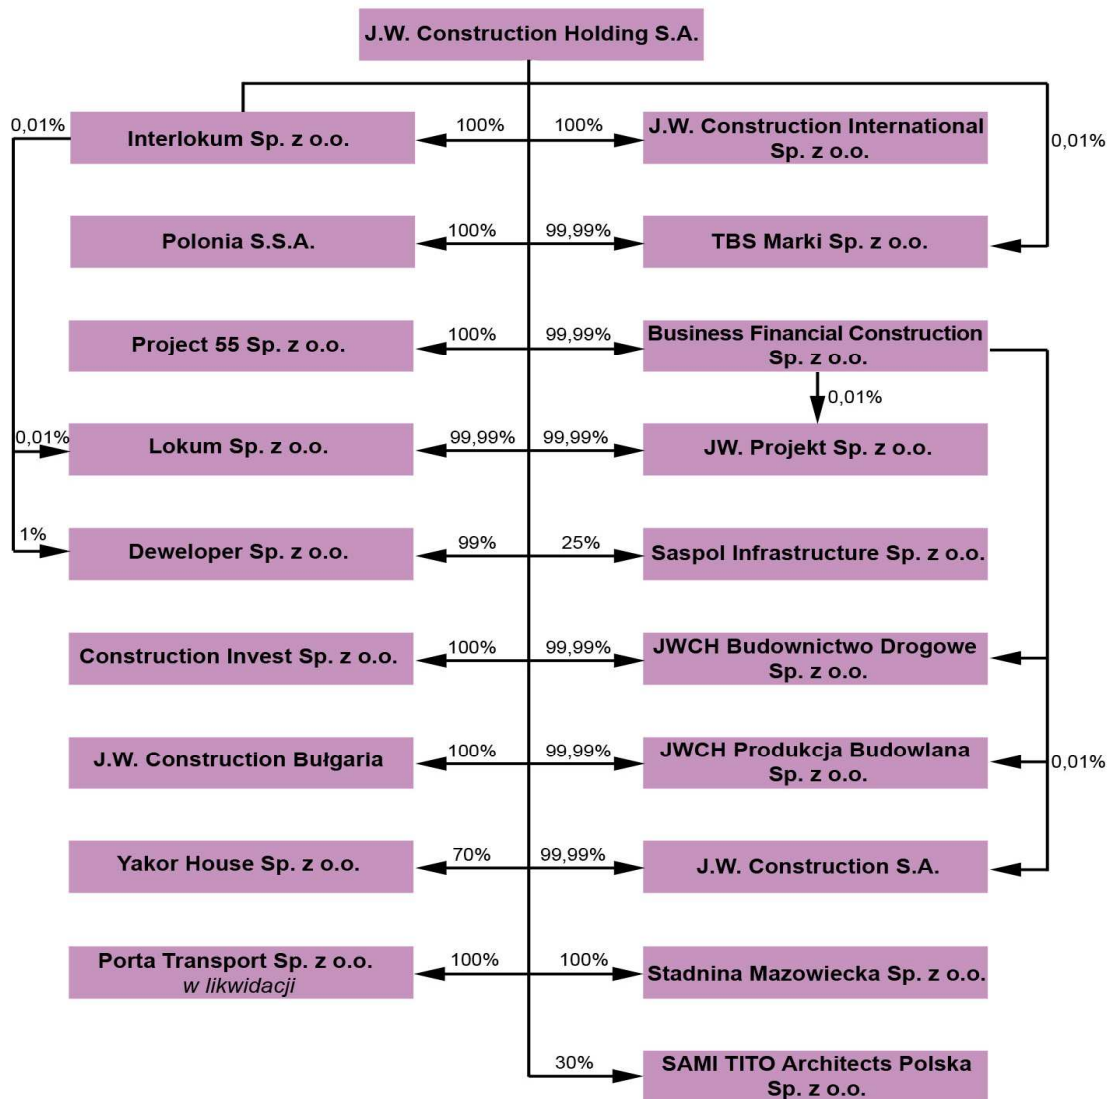 J.W. Construction Holding S.A.
0,01%
Interlokum Sp. z o.o.
100%
100%
J.W. Construction International
Sp. z o.o.
0,01%
Polonia S.S.A.
100%
99,99%
TBS Marki Sp. z o.o.
Project 55 Sp. z o.o.
100%
99,99%
Business Financial Construction
Sp. z o.o.
0,01%
0,01%
Lokum Sp. z o.o.
99,99%
99,99%
JW. Projekt Sp. z o.o.
1%
Deweloper Sp. z o.o.
99%
25%
Saspol Infrastructure Sp. z o.o.
Construction Invest Sp. z o.o.
100%
99,99%
JWCH Budownictwo Drogowe
Sp. z o.o.
J.W. Construction Bułgaria
100%
99,99%
JWCH Produkcja Budowlana
Sp. z o.o.
0,01%
Yakor House Sp. z o.o.
70%
99,99%
J.W. Construction S.A.
Porta Transport Sp. z o.o.
w likwidacji
100%
100%
Stadnina Mazowiecka Sp. z o.o.
30%
SAMI TITO Architects Polska
Sp. z o.o.